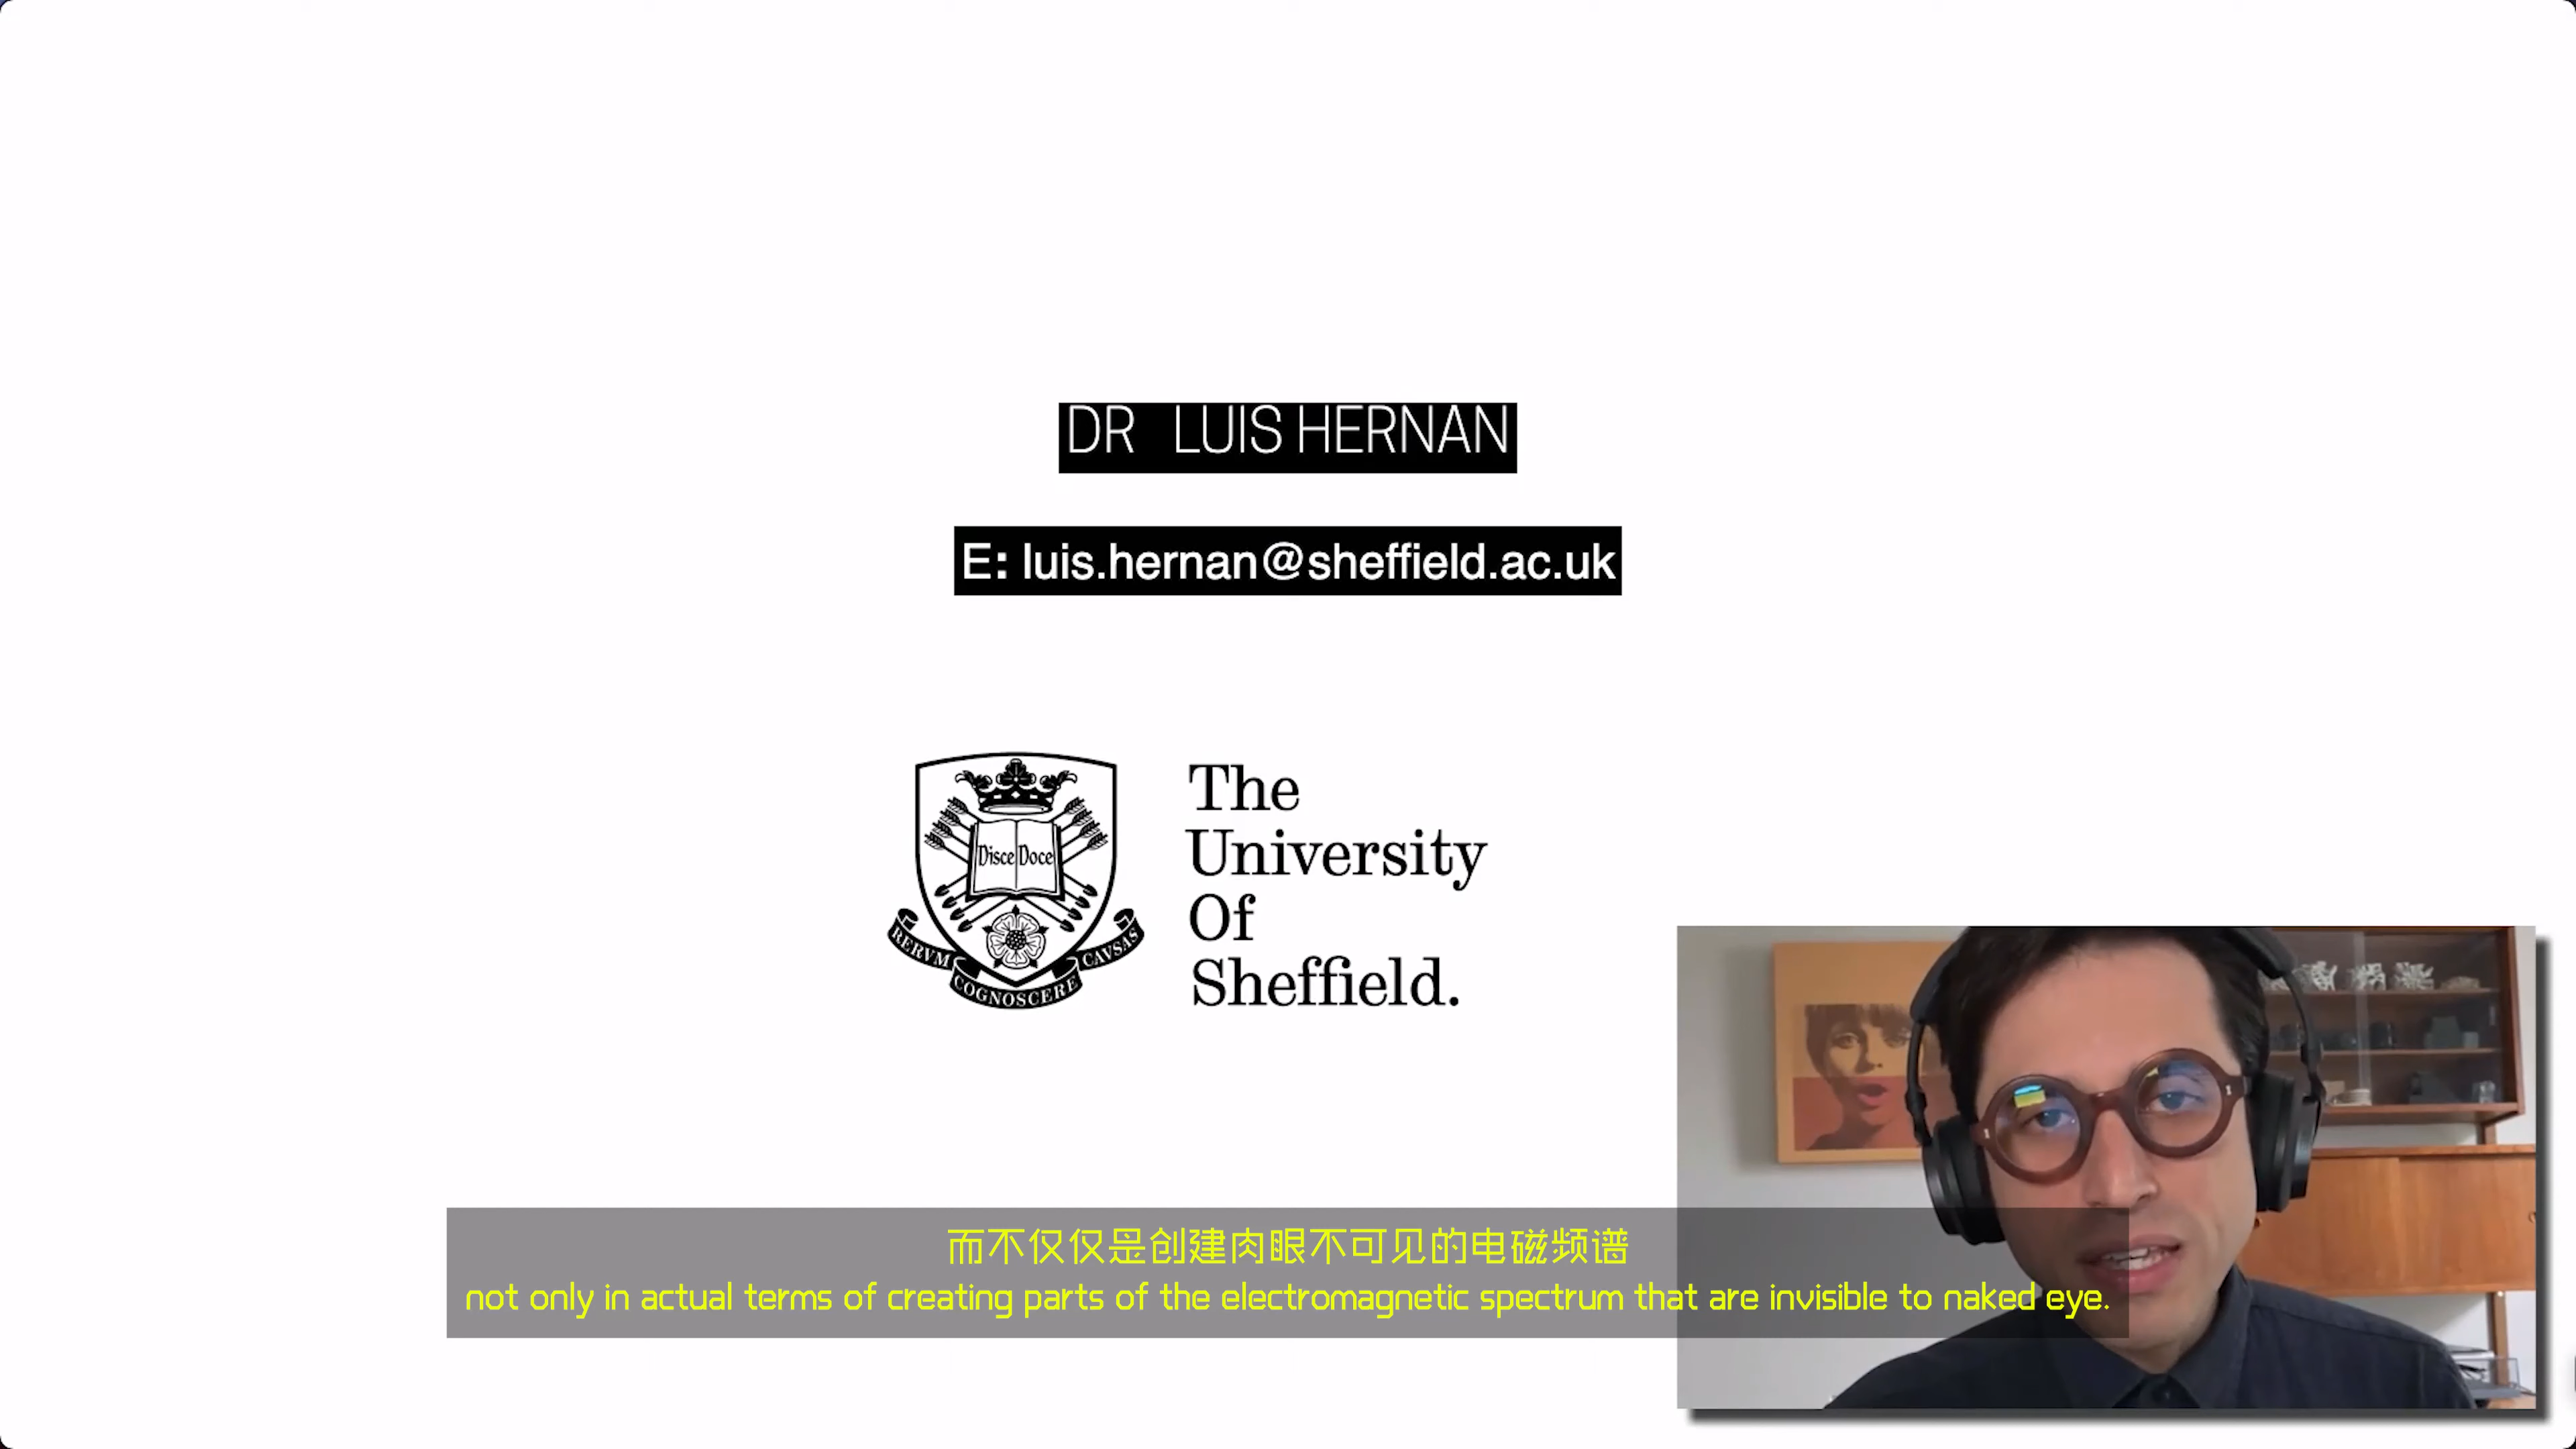 DR LUIS HERNAN
E: luis.hernan@sheffield.ac.uk
Disce Doce
RERVM COGNOSCERE CAVSAS
The
University
Of
Sheffield.
而不仅仅是创建肉眼不可见的电磁频谱
not only in actual terms of creating parts of the electromagnetic spectrum that are invisible to naked eye.